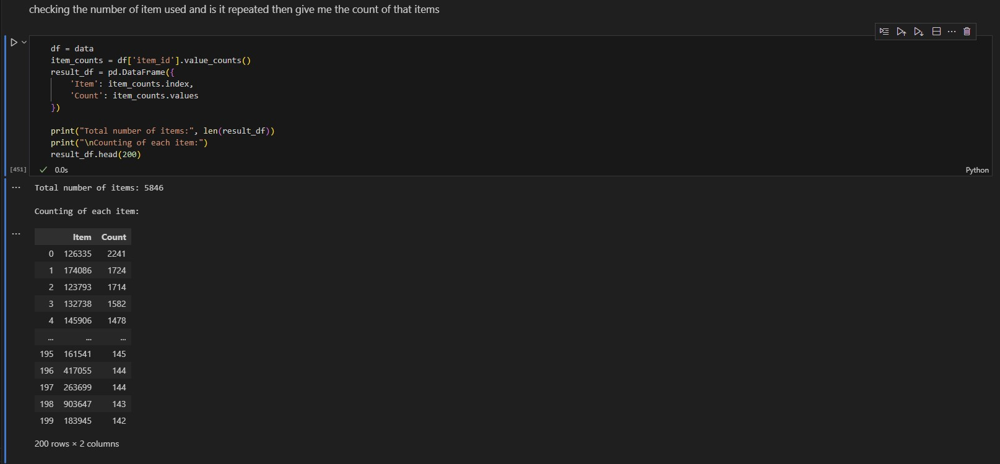 checking the number of item used and is it repeated then give me the count of that items
df = data
item_counts = df['item_id'].value_counts()
result_df = pd.DataFrame({
    'Item': item_counts.index,
    'Count': item_counts.values
})
print("Total number of items:", len(result_df))
print("\nCounting of each item:")
result_df.head(200)
[451] 0.0s Python
... Total number of items: 5846
Counting of each item:
...
Item Count
0 126335 2241
1 174086 1724
2 123793 1714
3 132738 1582
4 145906 1478
... ... ...
195 161541 145
196 417055 144
197 263699 144
198 903647 143
199 183945 142
200 rows × 2 columns